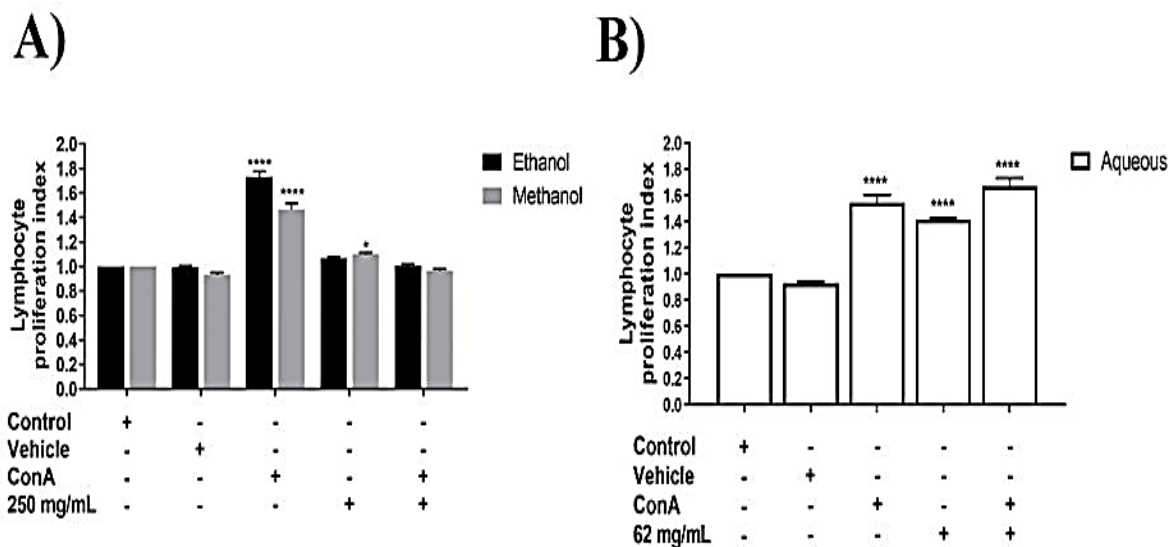 A)
Lymphocyte
proliferation index
2.0
1.8
1.6
1.4
1.2
1.0
0.8
0.6
0.4
0.2
0.0
**** **** *
Ethanol
Methanol
Control + - - - -
Vehicle - + - - -
ConA - - + - +
250 mg/mL - - - + +
B)
Lymphocyte
proliferation index
2.0
1.8
1.6
1.4
1.2
1.0
0.8
0.6
0.4
0.2
0.0
**** **** ****
Aqueous
Control + - - - -
Vehicle - + - - -
ConA - - + - +
62 mg/mL - - - + +